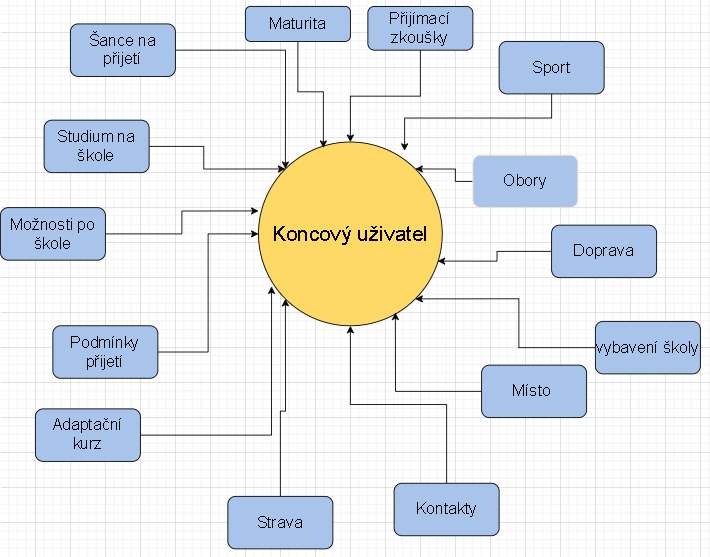 Šance na
přijetí
Maturita
Přijímací
zkoušky
Sport
Studium na
škole
Obory
Možnosti po
škole
Koncový uživatel
Doprava
Podmínky
přijetí
vybavení školy
Místo
Adaptační
kurz
Strava
Kontakty